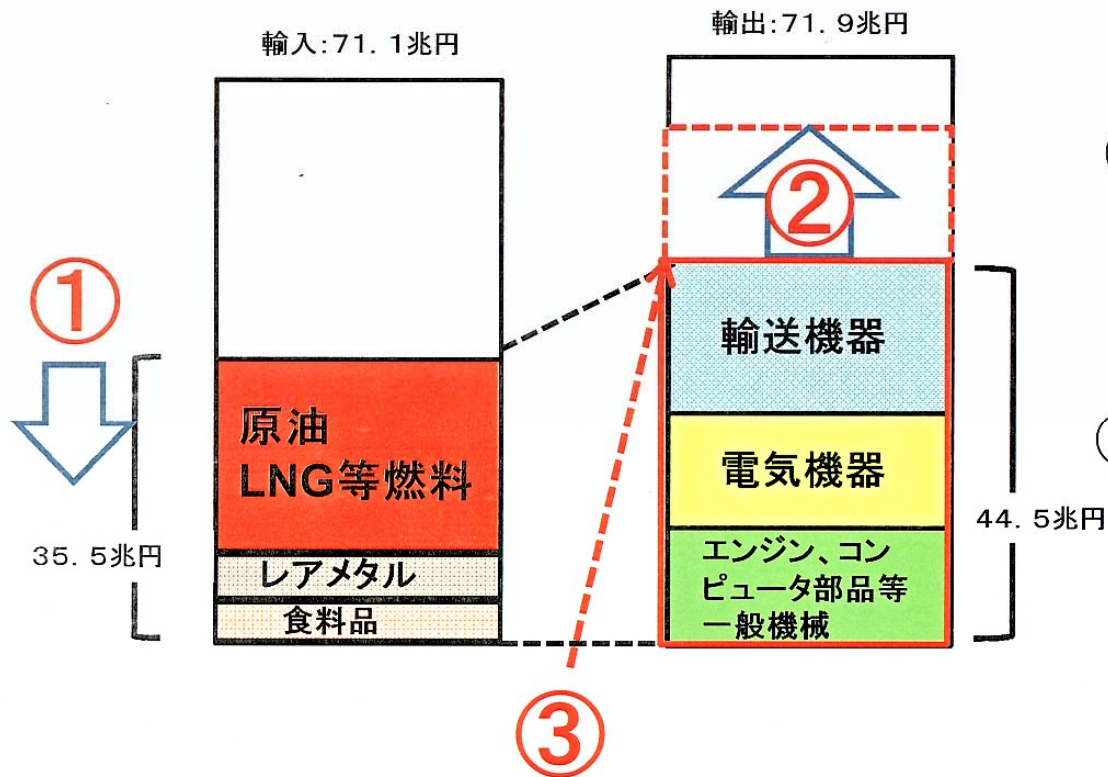 輸入:71. 1兆円
輸出:71. 9兆円
①
②
輸送機器
原油
LNG等燃料
電気機器
44. 5兆円
35. 5兆円
レアメタル
エンジン、コン
ピュータ部品等
一般機械
食料品
③